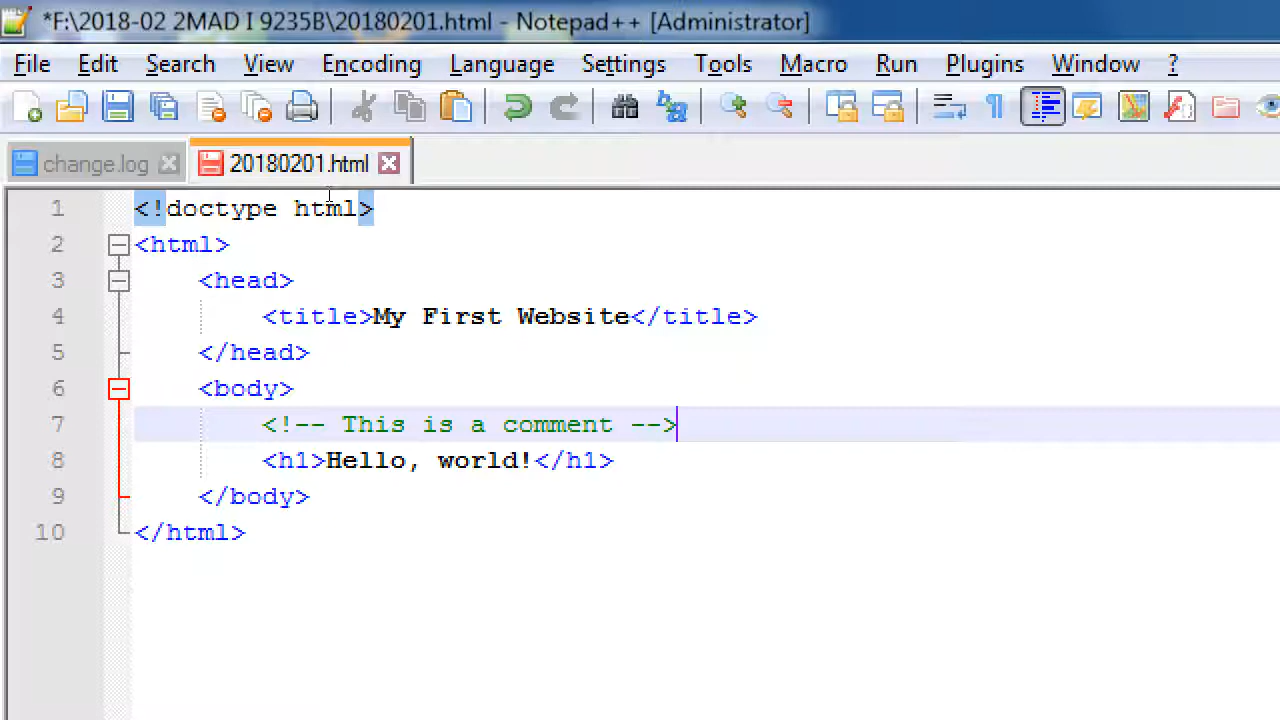 *F:\2018-02 2MAD I 9235B\20180201.html - Notepad++ [Administrator]
File Edit Search View Encoding Language Settings Tools Macro Run Plugins Window ?
change.log 20180201.html
1 <!doctype html>
2 <html>
3 <head>
4 <title>My First Website</title>
5 </head>
6 <body>
7 <!-- This is a comment -->
8 <h1>Hello, world!</h1>
9 </body>
10 </html>